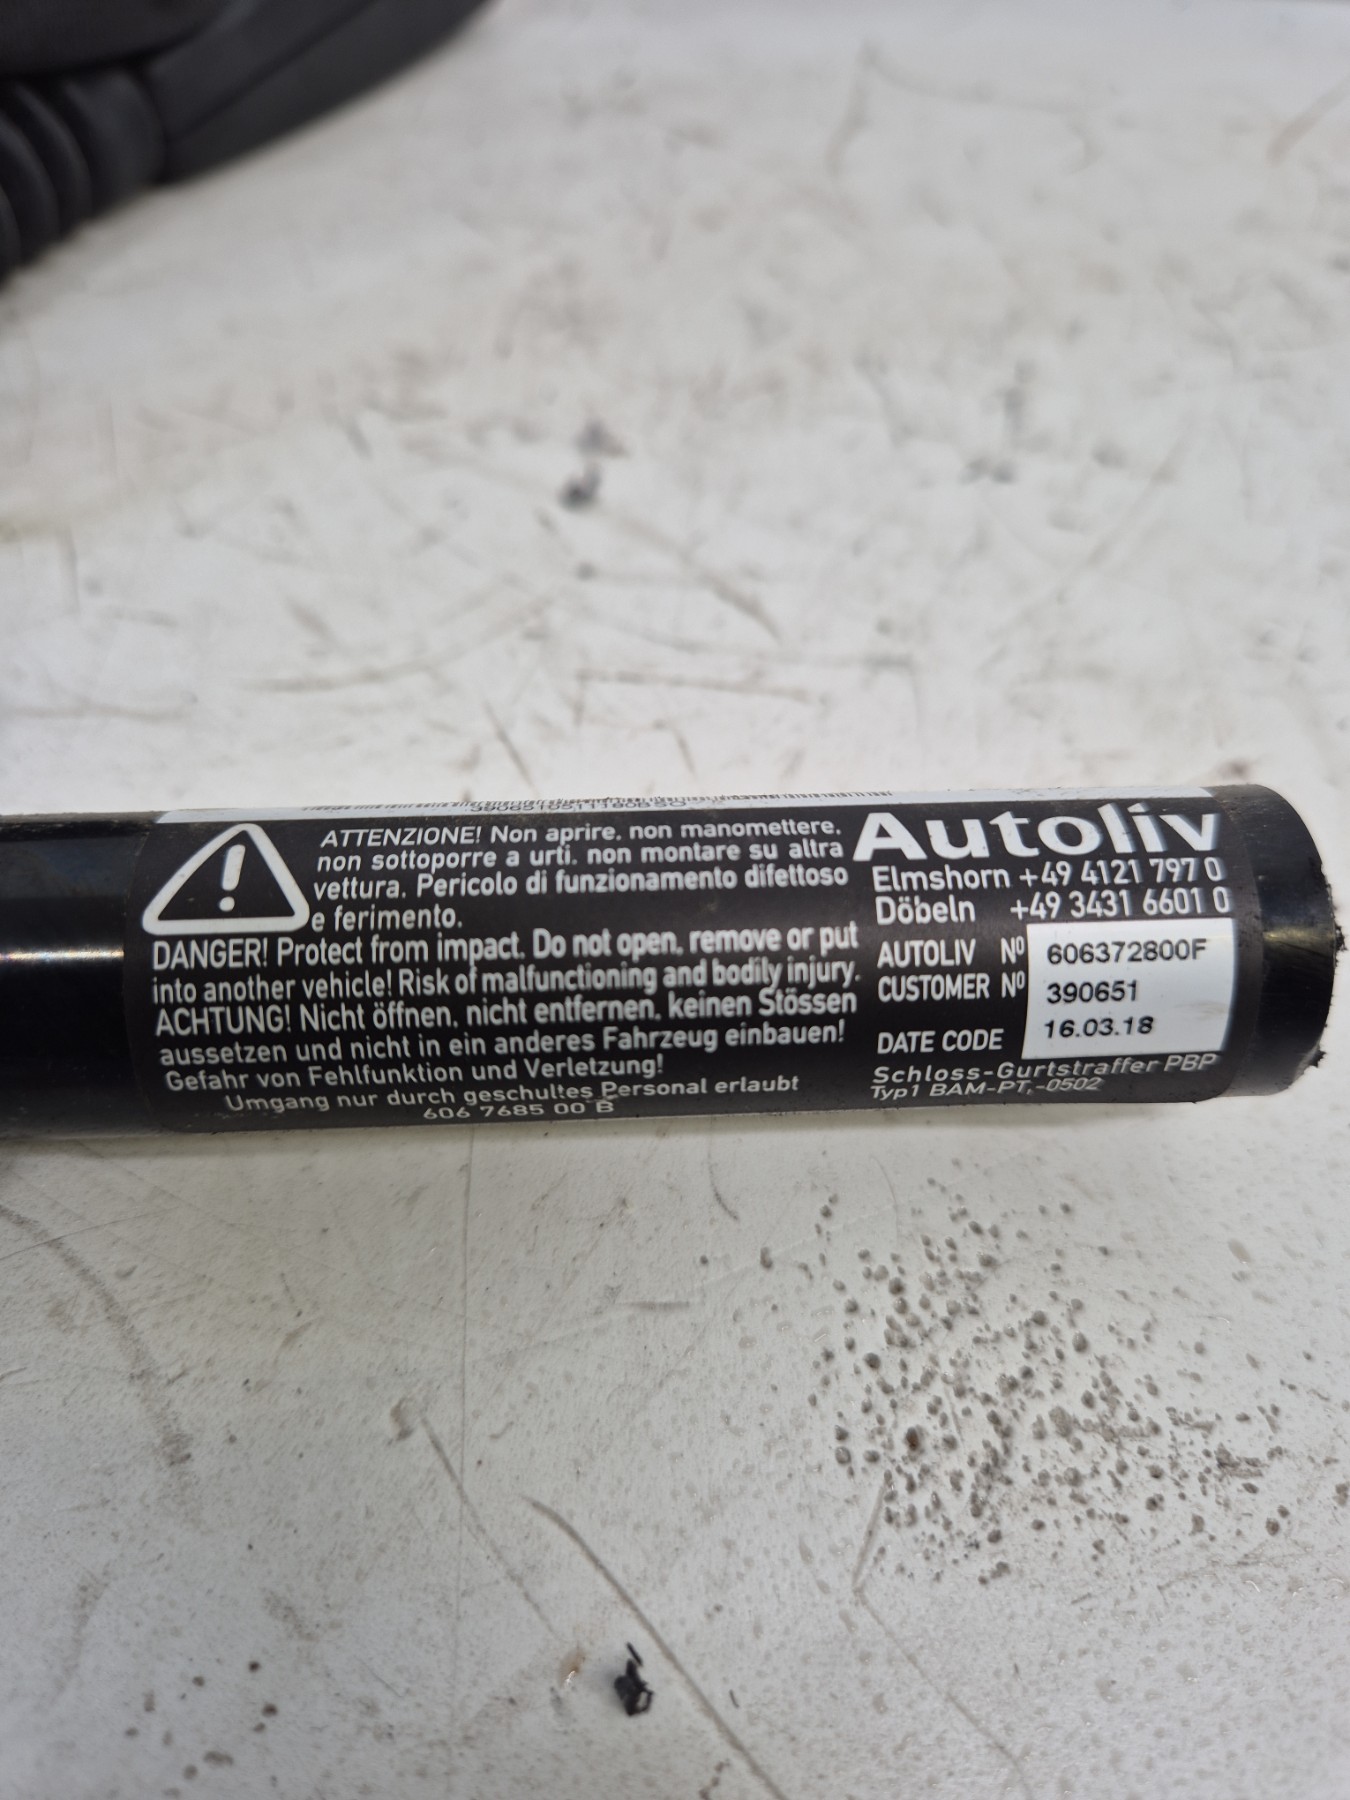 ATTENZIONE! Non aprire, non manomettere,
non sottoporre a urti, non montare su altra
vettura. Pericolo di funzionamento difettoso
e ferimento.
DANGER! Protect from impact. Do not open, remove or put
into another vehicle! Risk of malfunctioning and bodily injury.
ACHTUNG! Nicht öffnen, nicht entfernen, keinen Stössen
aussetzen und nicht in ein anderes Fahrzeug einbauen!
Gefahr von Fehlfunktion und Verletzung!
Umgang nur durch geschultes Personal erlaubt
606 7685 00 B
Autoliv
Elmshorn +49 4121 797 0
Döbeln +49 3431 6601 0
AUTOLIV Nº 606372800F
CUSTOMER Nº 390651
DATE CODE 16.03.18
Schloss-Gurtstraffer PBP
Typ1 BAM-PT1-0502